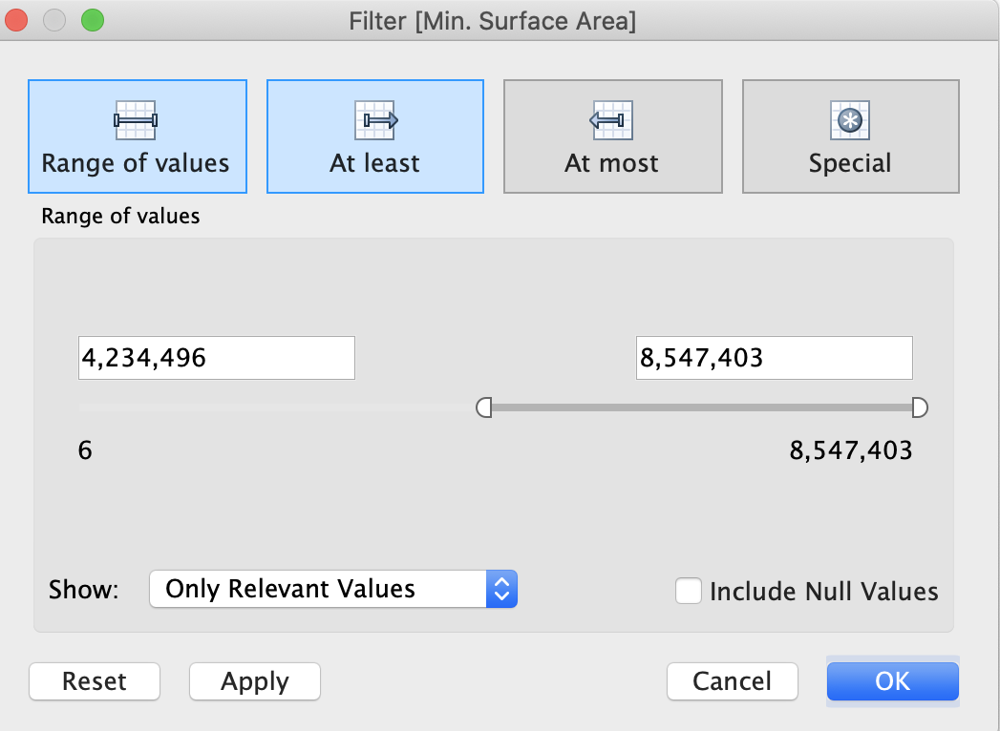 Filter [Min. Surface Area]
Range of values
At least
At most
Special
Range of values
4,234,496
8,547,403
6
8,547,403
Show:
Only Relevant Values
Include Null Values
Reset
Apply
Cancel
OK